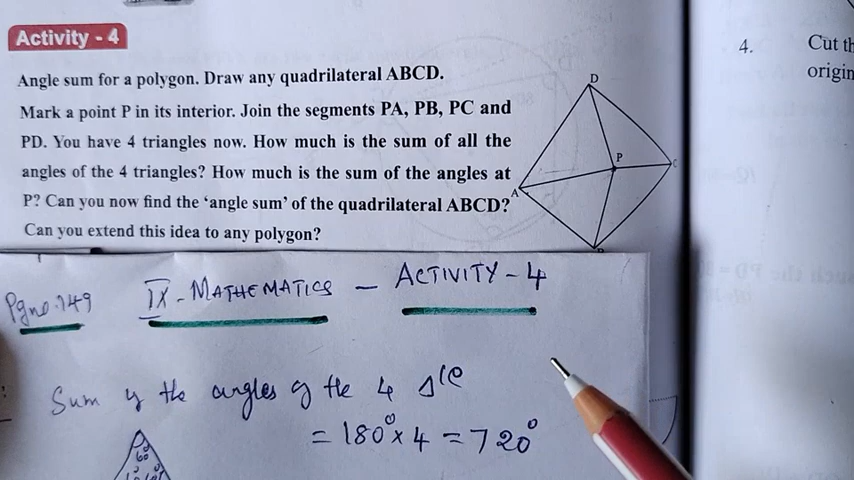 Activity - 4
Angle sum for a polygon. Draw any quadrilateral ABCD.
Mark a point P in its interior. Join the segments PA, PB, PC and
PD. You have 4 triangles now. How much is the sum of all the
angles of the 4 triangles? How much is the sum of the angles at
P? Can you now find the ‘angle sum’ of the quadrilateral ABCD?
Can you extend this idea to any polygon?
D
P
C
A
4.
Cut th
origin
Pg no. 149
IX - MATHEMATICS - ACTIVITY - 4
Sum of the angles of the 4 Δle
= 180° x 4 = 720°
60°